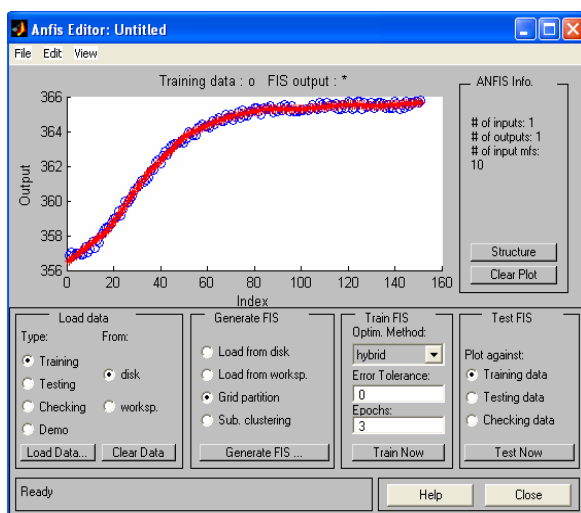 Anfis Editor: Untitled
File Edit View
Training data : o FIS output : *
366
364
362
360
358
356
Output
0 20 40 60 80 100 120 140 160
Index
ANFIS Info.
# of inputs: 1
# of outputs: 1
# of input mfs:
10
Structure
Clear Plot
Load data
Type: From:
Training
Testing
Checking
Demo
disk
worksp.
Load Data... Clear Data
Generate FIS
Load from disk
Load from worksp.
Grid partition
Sub. clustering
Generate FIS ...
Train FIS
Optim. Method:
hybrid
Error Tolerance:
0
Epochs:
3
Train Now
Test FIS
Plot against:
Training data
Testing data
Checking data
Test Now
Ready
Help
Close